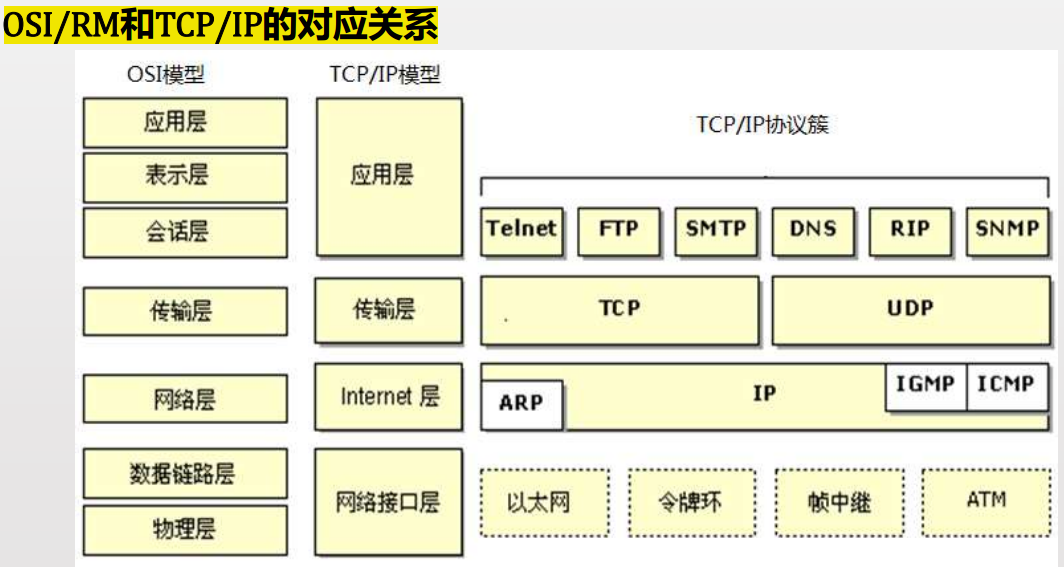 OSI/RM和TCP/IP的对应关系
OSI模型
TCP/IP模型
TCP/IP协议簇
应用层
表示层
会话层
应用层
Telnet
FTP
SMTP
DNS
RIP
SNMP
传输层
传输层
TCP
UDP
网络层
Internet 层
ARP
IP
IGMP
ICMP
数据链路层
物理层
网络接口层
以太网
令牌环
帧中继
ATM